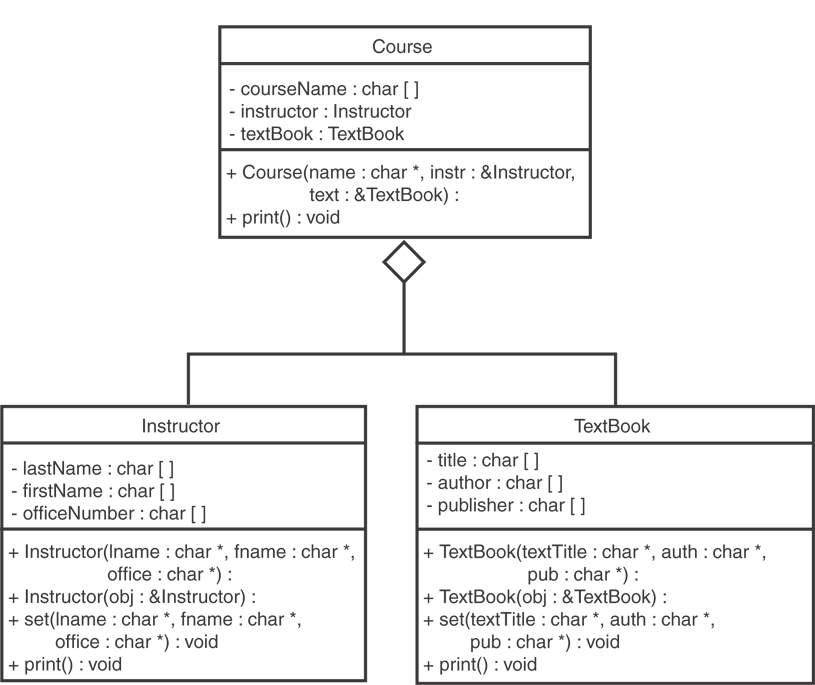 Course
- courseName : char [ ]
- instructor : Instructor
- textBook : TextBook
+ Course(name : char *, instr : &Instructor,
text : &TextBook) :
+ print() : void
Instructor
- lastName : char [ ]
- firstName : char [ ]
- officeNumber : char [ ]
+ Instructor(lname : char *, fname : char *,
office : char *) :
+ Instructor(obj : &Instructor) :
+ set(lname : char *, fname : char *,
office : char *) : void
+ print() : void
TextBook
- title : char [ ]
- author : char [ ]
- publisher : char [ ]
+ TextBook(textTitle : char *, auth : char *,
pub : char *) :
+ TextBook(obj : &TextBook) :
+ set(textTitle : char *, auth : char *,
pub : char *) : void
+ print() : void